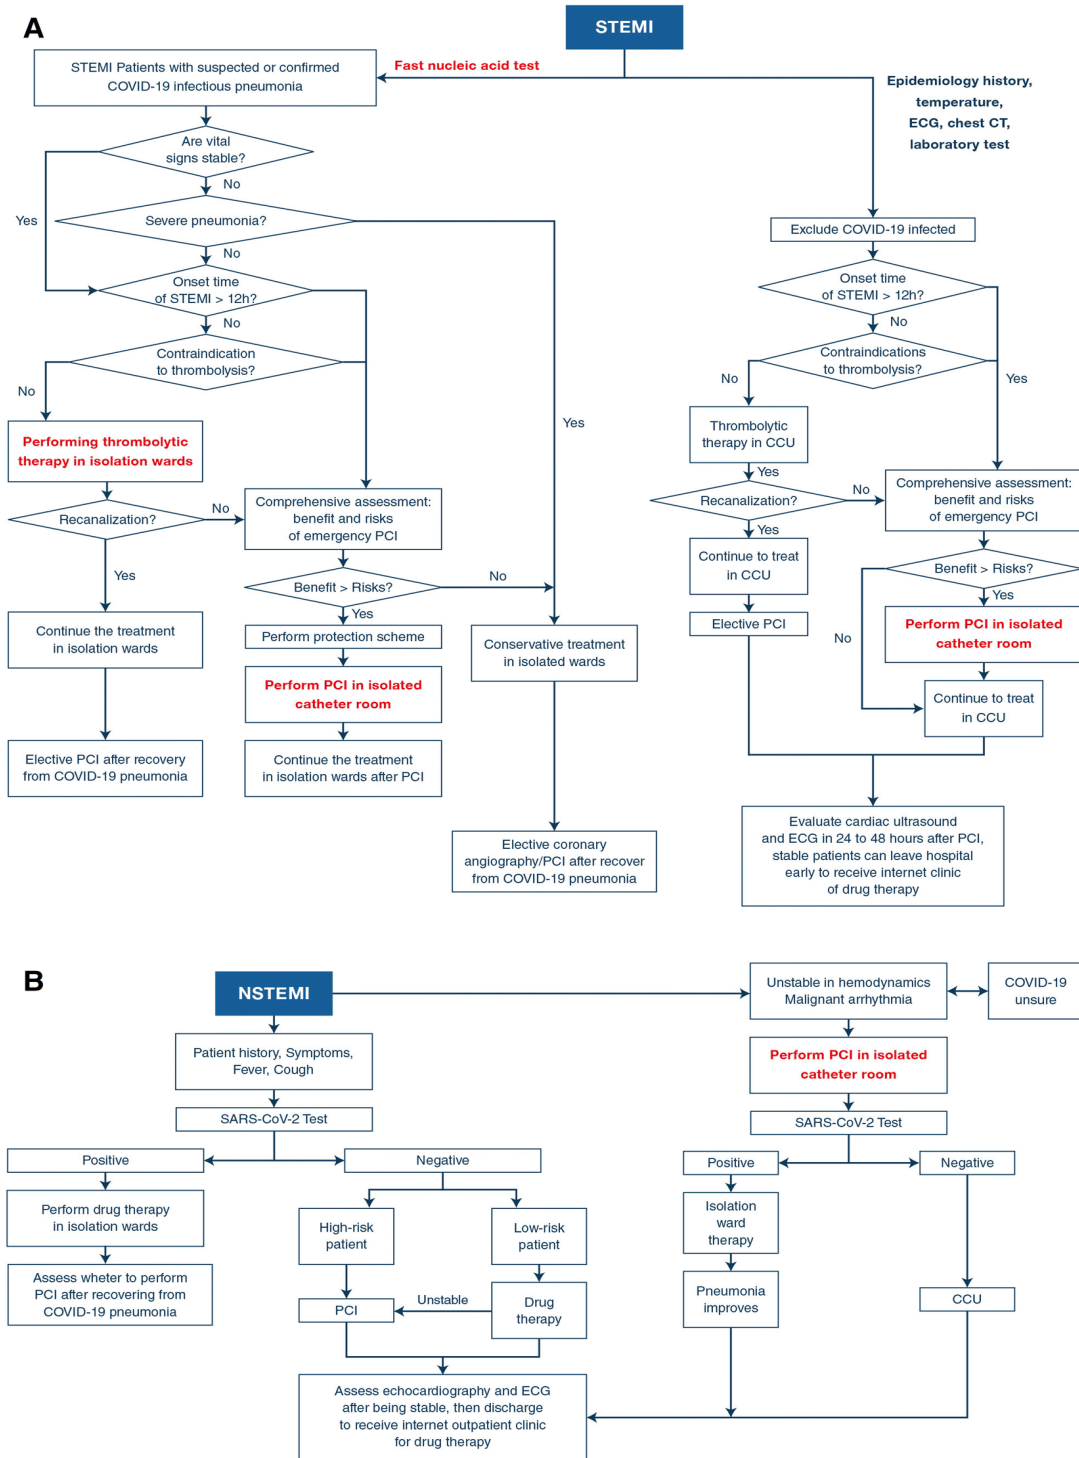 A
STEMI
Fast nucleic acid test
STEMI Patients with suspected or confirmed
COVID-19 infectious pneumonia
Epidemiology history,
temperature,
ECG, chest CT,
laboratory test
Are vital
signs stable?
No
Yes
Severe pneumonia?
No
Onset time
of STEMI > 12h?
No
Contraindication
to thrombolysis?
No
Yes
Performing thrombolytic
therapy in isolation wards
Recanalization?
No
Yes
Comprehensive assessment:
benefit and risks
of emergency PCI
Benefit > Risks?
No
Yes
Continue the treatment
in isolation wards
Perform protection scheme
Conservative treatment
in isolated wards
Perform PCI in isolated
catheter room
Elective PCI after recovery
from COVID-19 pneumonia
Continue the treatment
in isolation wards after PCI
Elective coronary
angiography/PCI after recover
from COVID-19 pneumonia
Exclude COVID-19 infected
Onset time
of STEMI > 12h?
No
Contraindications
to thrombolysis?
No
Yes
Thrombolytic
therapy in CCU
Yes
Recanalization?
No
Yes
Comprehensive assessment:
benefit and risks
of emergency PCI
Continue to treat
in CCU
Benefit > Risks?
Yes
Elective PCI
No
Perform PCI in isolated
catheter room
Continue to treat
in CCU
Evaluate cardiac ultrasound
and ECG in 24 to 48 hours after PCI,
stable patients can leave hospital
early to receive internet clinic
of drug therapy
B
NSTEMI
Patient history, Symptoms,
Fever, Cough
SARS-CoV-2 Test
Positive
Negative
Perform drug therapy
in isolation wards
High-risk
patient
Low-risk
patient
Assess wheter to perform
PCI after recovering from
COVID-19 pneumonia
PCI
Unstable
Drug
therapy
Assess echocardiography and ECG
after being stable, then discharge
to receive internet outpatient clinic
for drug therapy
Unstable in hemodynamics
Malignant arrhythmia
COVID-19
unsure
Perform PCI in isolated
catheter room
SARS-CoV-2 Test
Positive
Negative
Isolation
ward
therapy
Pneumonia
improves
CCU